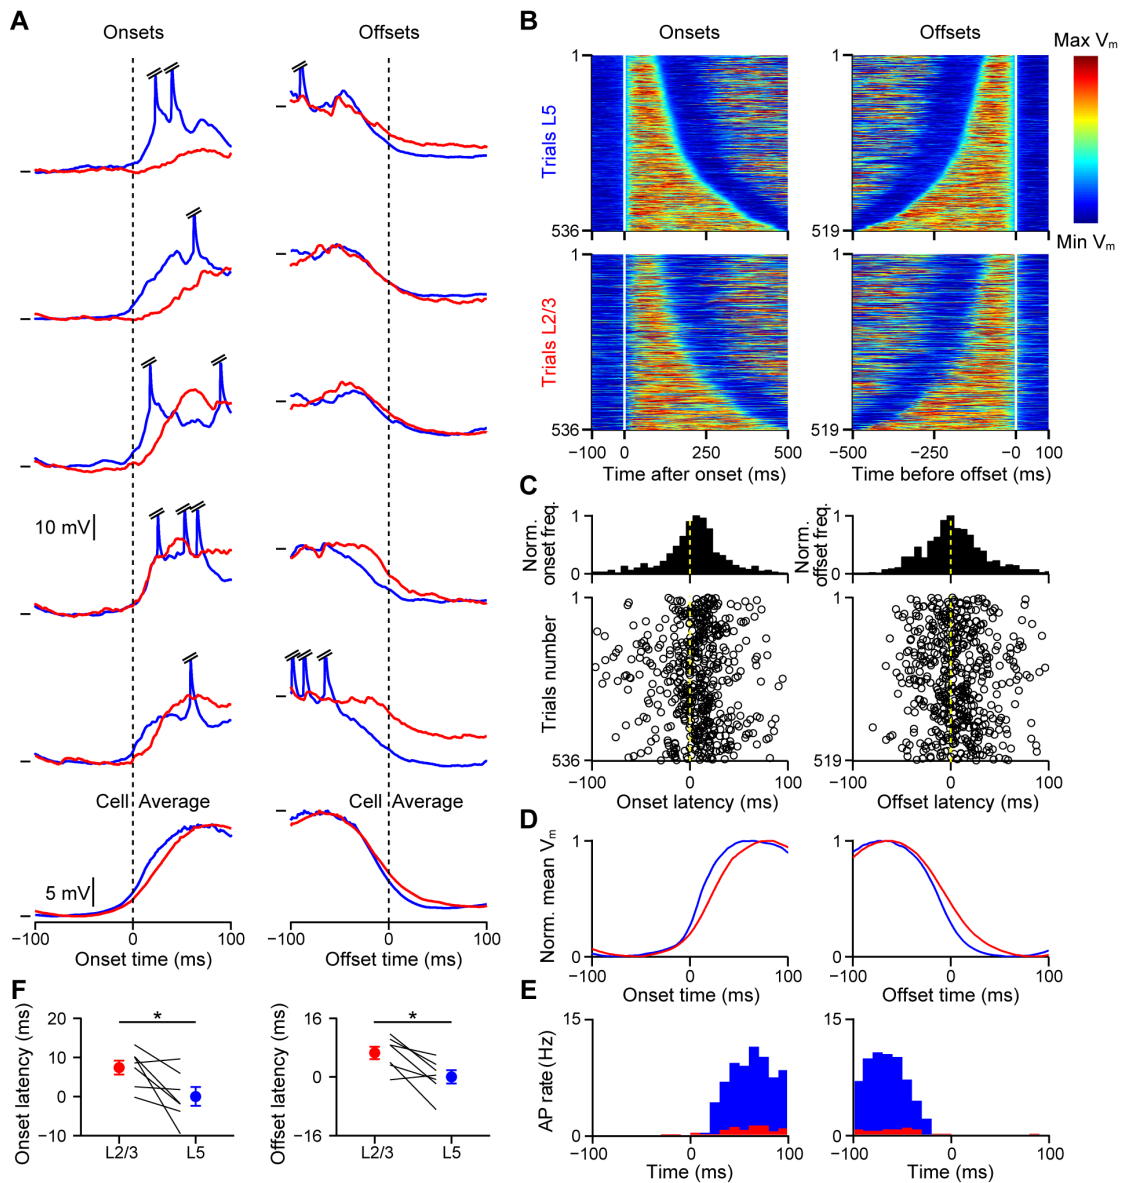 A
Onsets
Offsets
10 mV
Cell Average
Cell Average
5 mV
−100
0
100
Onset time (ms)
−100
0
100
Offset time (ms)
B
Onsets
Offsets
Max Vm
Min Vm
1
Trials L5
536
1
519
1
Trials L2/3
536
1
519
−100
0
250
500
Time after onset (ms)
−500
−250
−0
100
Time before offset (ms)
C
Norm.
onset freq.
1
0
Norm.
offset freq.
1
0
Trials number
1
536
−100
0
100
Onset latency (ms)
1
519
−100
0
100
Offset latency (ms)
D
Norm. mean Vm
1
0
−100
0
100
Onset time (ms)
1
0
−100
0
100
Offset time (ms)
E
AP rate (Hz)
15
0
−100
0
100
Time (ms)
15
0
−100
0
100
Time (ms)
F
Onset latency (ms)
20
10
0
−10
*
L2/3
L5
Offset latency (ms)
16
0
−16
*
L2/3
L5